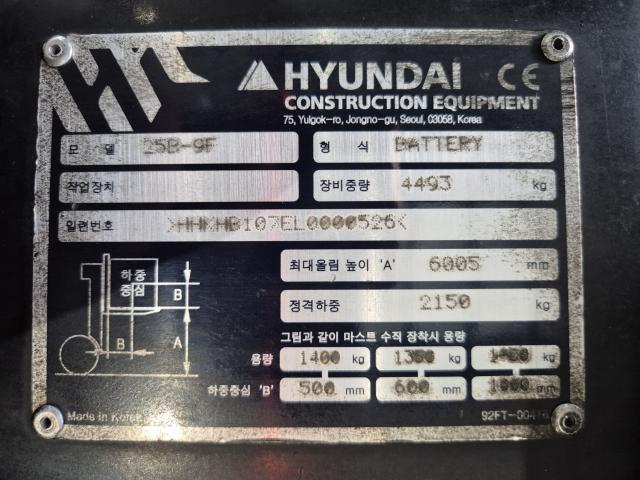 HYUNDAI CE
CONSTRUCTION EQUIPMENT
75, Yulgok-ro, Jongno-gu, Seoul, 03058, Korea
모 델 25B-9F 형 식 BATTERY
작업장치 장비중량 4493 kg
일련번호 >HHKHB107EL0000526<
최대올림 높이 'A' 6005 mm
정격하중 2150 kg
하중
중심
B
B
A
그림과 같이 마스트 수직 장착시 용량
용량 1400 kg 1350 kg kg
하중중심 'B' 500 mm 600 mm 1000 mm
Made in Korea